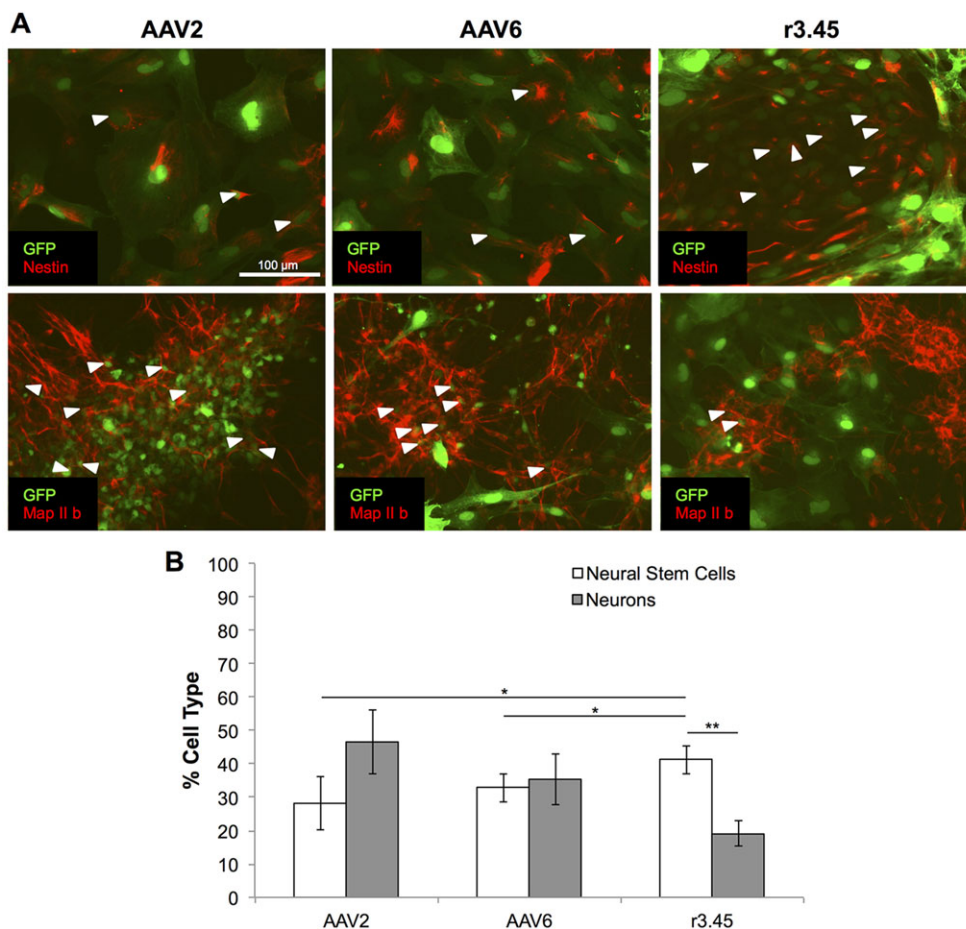 A
AAV2 AAV6 r3.45
GFP
Nestin
100 µm
GFP
Nestin
GFP
Nestin
GFP
Map II b
GFP
Map II b
GFP
Map II b
B
100
90
80
70
60
50
40
30
20
10
0
% Cell Type
Neural Stem Cells
Neurons
*
*
**
AAV2 AAV6 r3.45